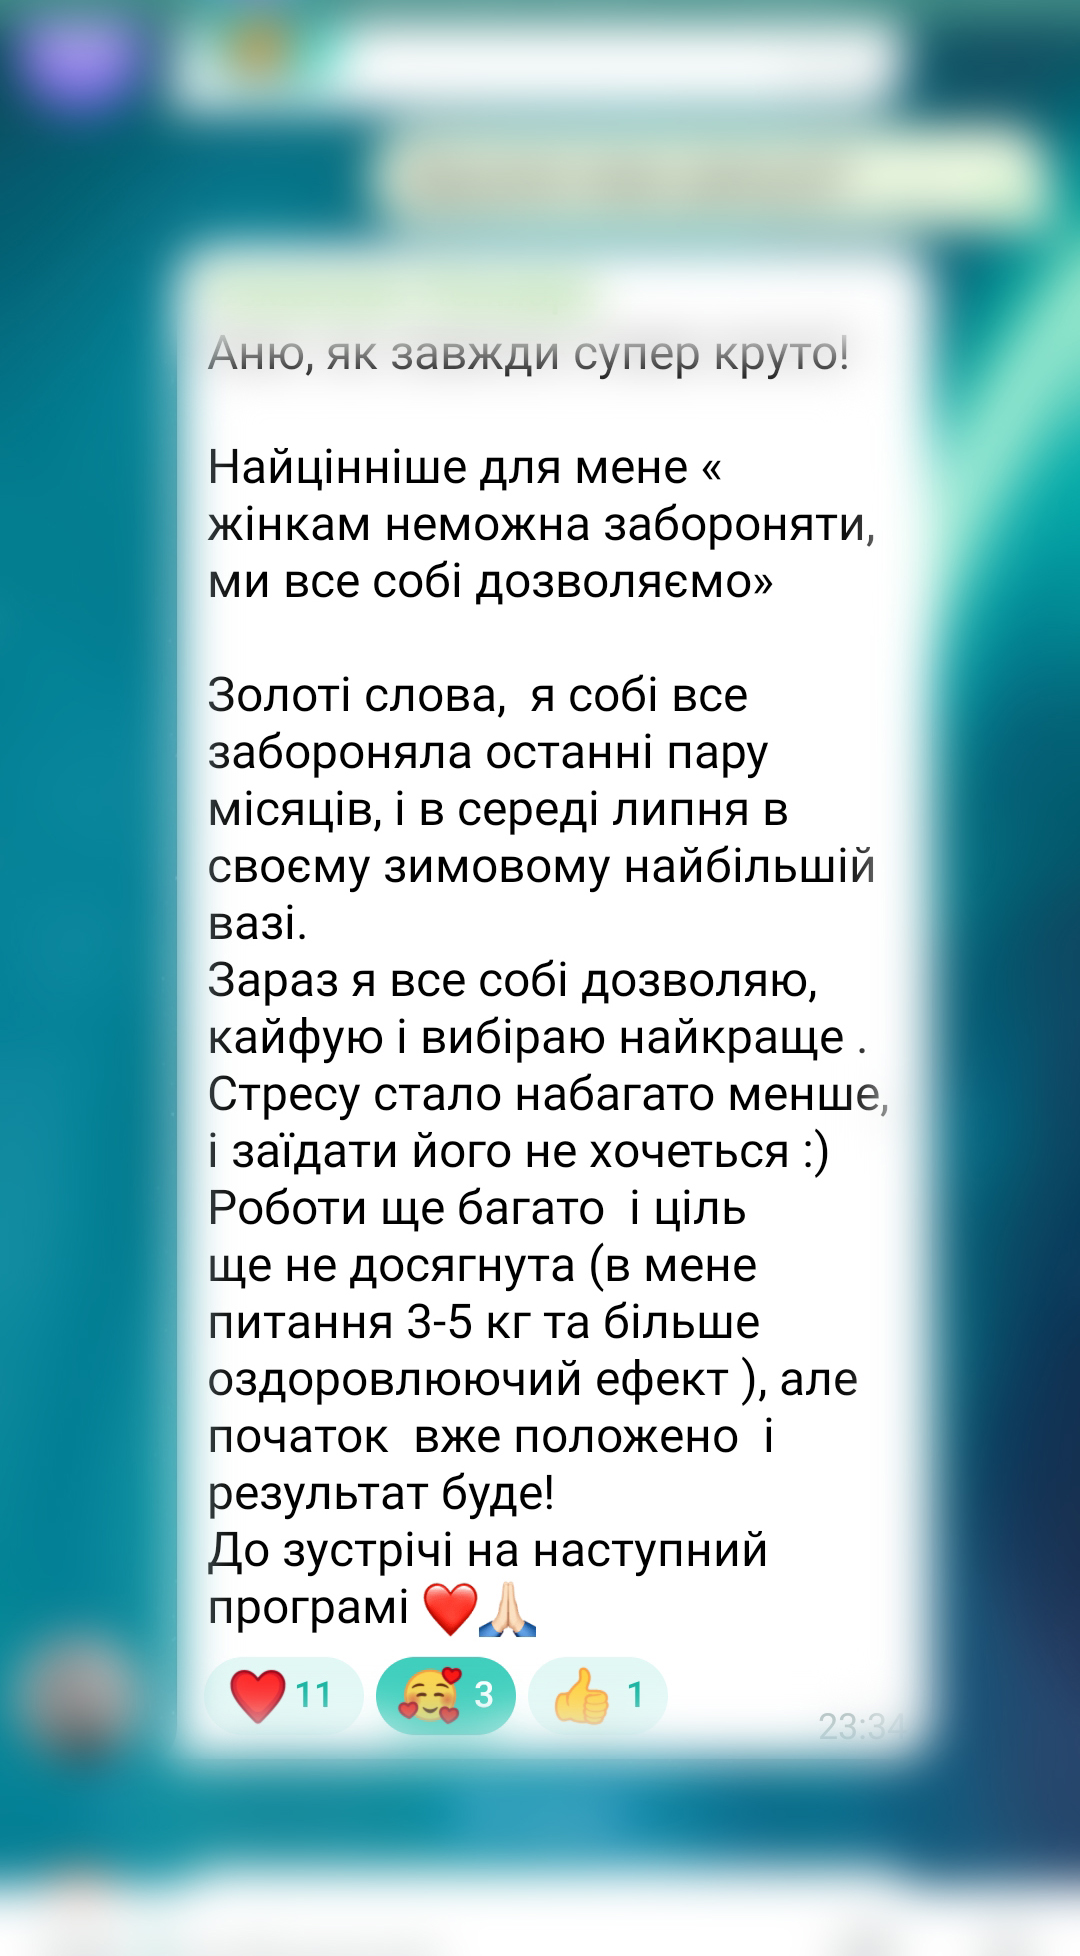 Аню, як завжди супер круто!
Найцінніше для мене «
жінкам неможна забороняти,
ми все собі дозволяємо»
Золоті слова,  я собі все
забороняла останні пару
місяців, і в середі липня в
своєму зимовому найбільшій
вазі.
Зараз я все собі дозволяю,
кайфую і вибіраю найкраще .
Стресу стало набагато менше,
і заїдати його не хочеться :)
Роботи ще багато  і ціль
ще не досягнута (в мене
питання 3-5 кг та більше
оздоровлюючий ефект ), але
початок  вже положено  і
результат буде!
До зустрічі на наступний
програмі ❤️🙏🏻
❤️ 11 🥰 3 👍 1
23:34